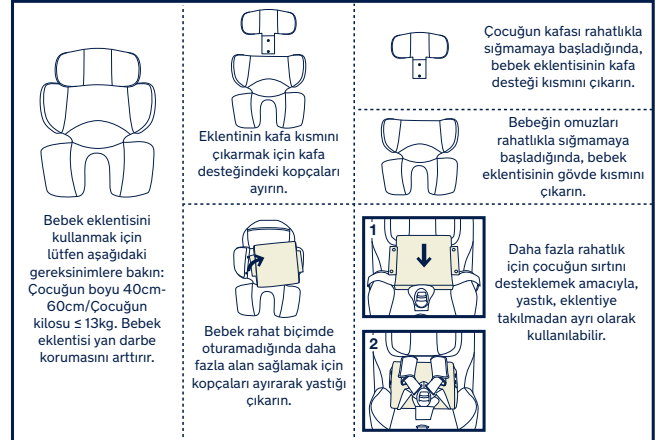 Bebek eklentisini
kullanmak için
lütfen aşağıdaki
gereksinimlere bakın:
Çocuğun boyu 40cm-
60cm/Çocuğun
kilosu ≤ 13kg. Bebek
eklentisi yan darbe
korumasını arttırır.
Eklentinin kafa kısmını
çıkarmak için kafa
desteğindeki kopçaları
ayırın.
Çocuğun kafası rahatlıkla
sığmamaya başladığında,
bebek eklentisinin kafa
desteği kısmını çıkarın.
Bebeğin omuzları
rahatlıkla sığmamaya
başladığında, bebek
eklentisinin gövde kısmını
çıkarın.
Bebek rahat biçimde
oturamadığında daha
fazla alan sağlamak için
kopçaları ayırarak yastığı
çıkarın.
1
2
Daha fazla rahatlık
için çocuğun sırtını
desteklemek amacıyla,
yastık, eklentiye
takılmadan ayrı olarak
kullanılabilir.